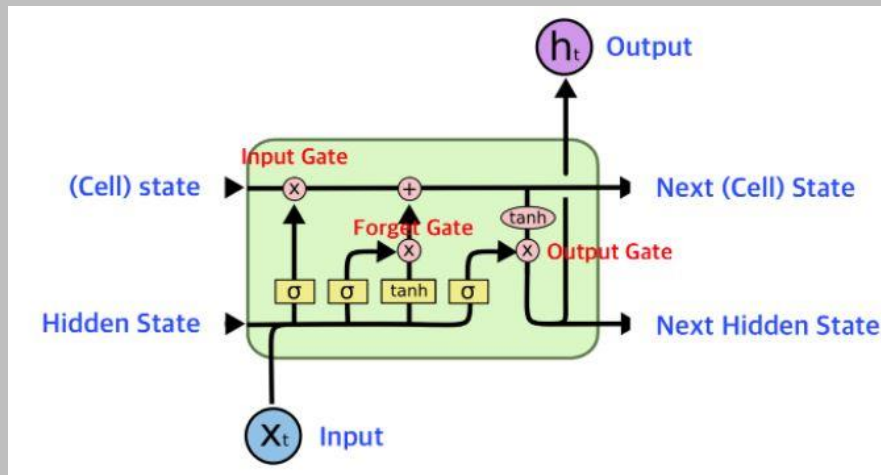 ht Output
Input Gate
(Cell) state x + Next (Cell) State
tanh
Forget Gate
x x Output Gate
σ σ tanh σ
Hidden State Next Hidden State
Xt Input